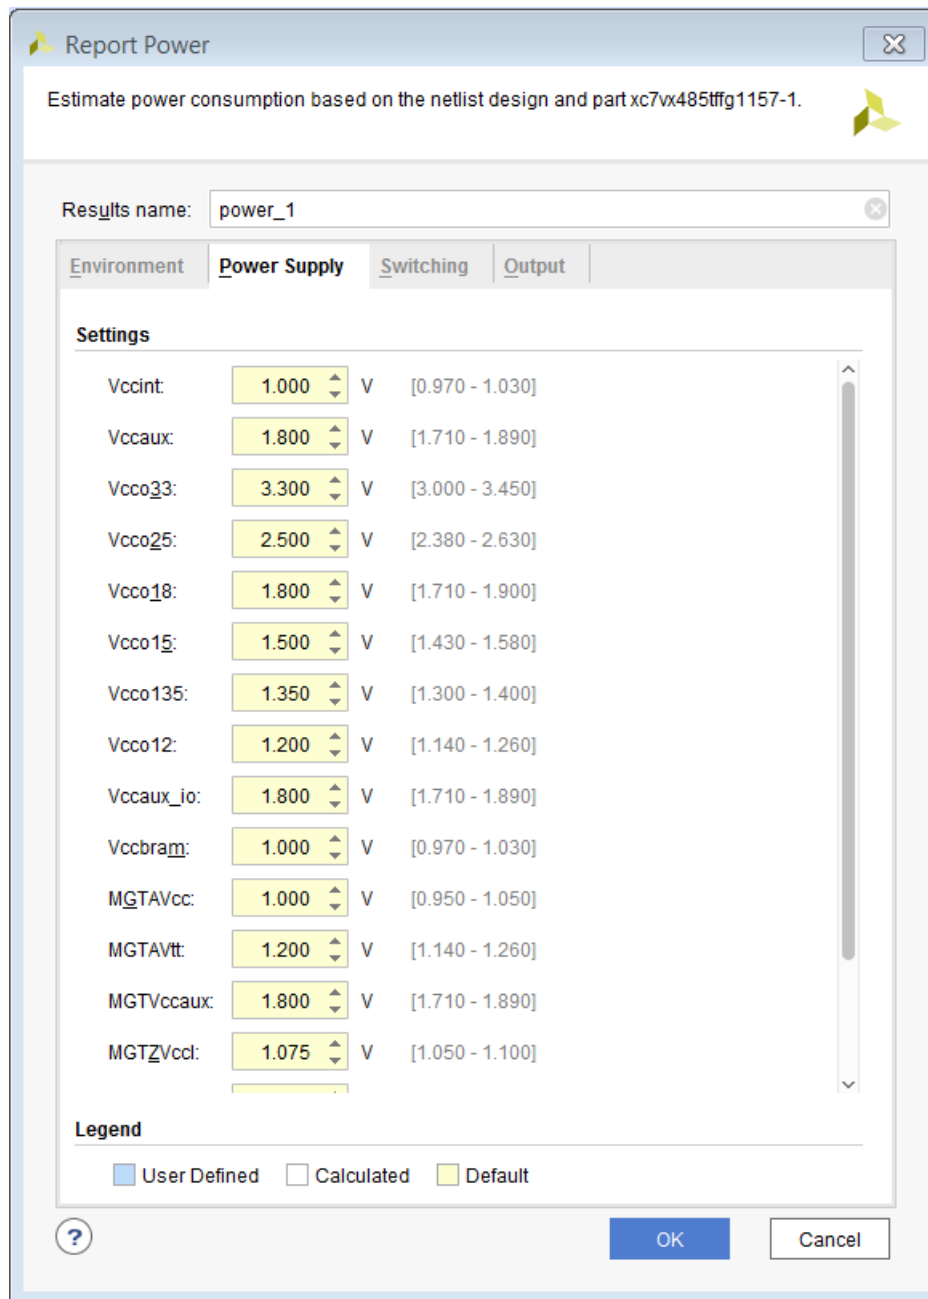 Report Power
Estimate power consumption based on the netlist design and part xc7vx485tffg1157-1.
Results name: power_1
Environment Power Supply Switching Output
Settings
Vccint: 1.000 V [0.970 - 1.030]
Vccaux: 1.800 V [1.710 - 1.890]
Vcco33: 3.300 V [3.000 - 3.450]
Vcco25: 2.500 V [2.380 - 2.630]
Vcco18: 1.800 V [1.710 - 1.900]
Vcco15: 1.500 V [1.430 - 1.580]
Vcco135: 1.350 V [1.300 - 1.400]
Vcco12: 1.200 V [1.140 - 1.260]
Vccaux_io: 1.800 V [1.710 - 1.890]
Vccbram: 1.000 V [0.970 - 1.030]
MGTAVcc: 1.000 V [0.950 - 1.050]
MGTAVtt: 1.200 V [1.140 - 1.260]
MGTVccaux: 1.800 V [1.710 - 1.890]
MGTZVccl: 1.075 V [1.050 - 1.100]
Legend
User Defined Calculated Default
? OK Cancel